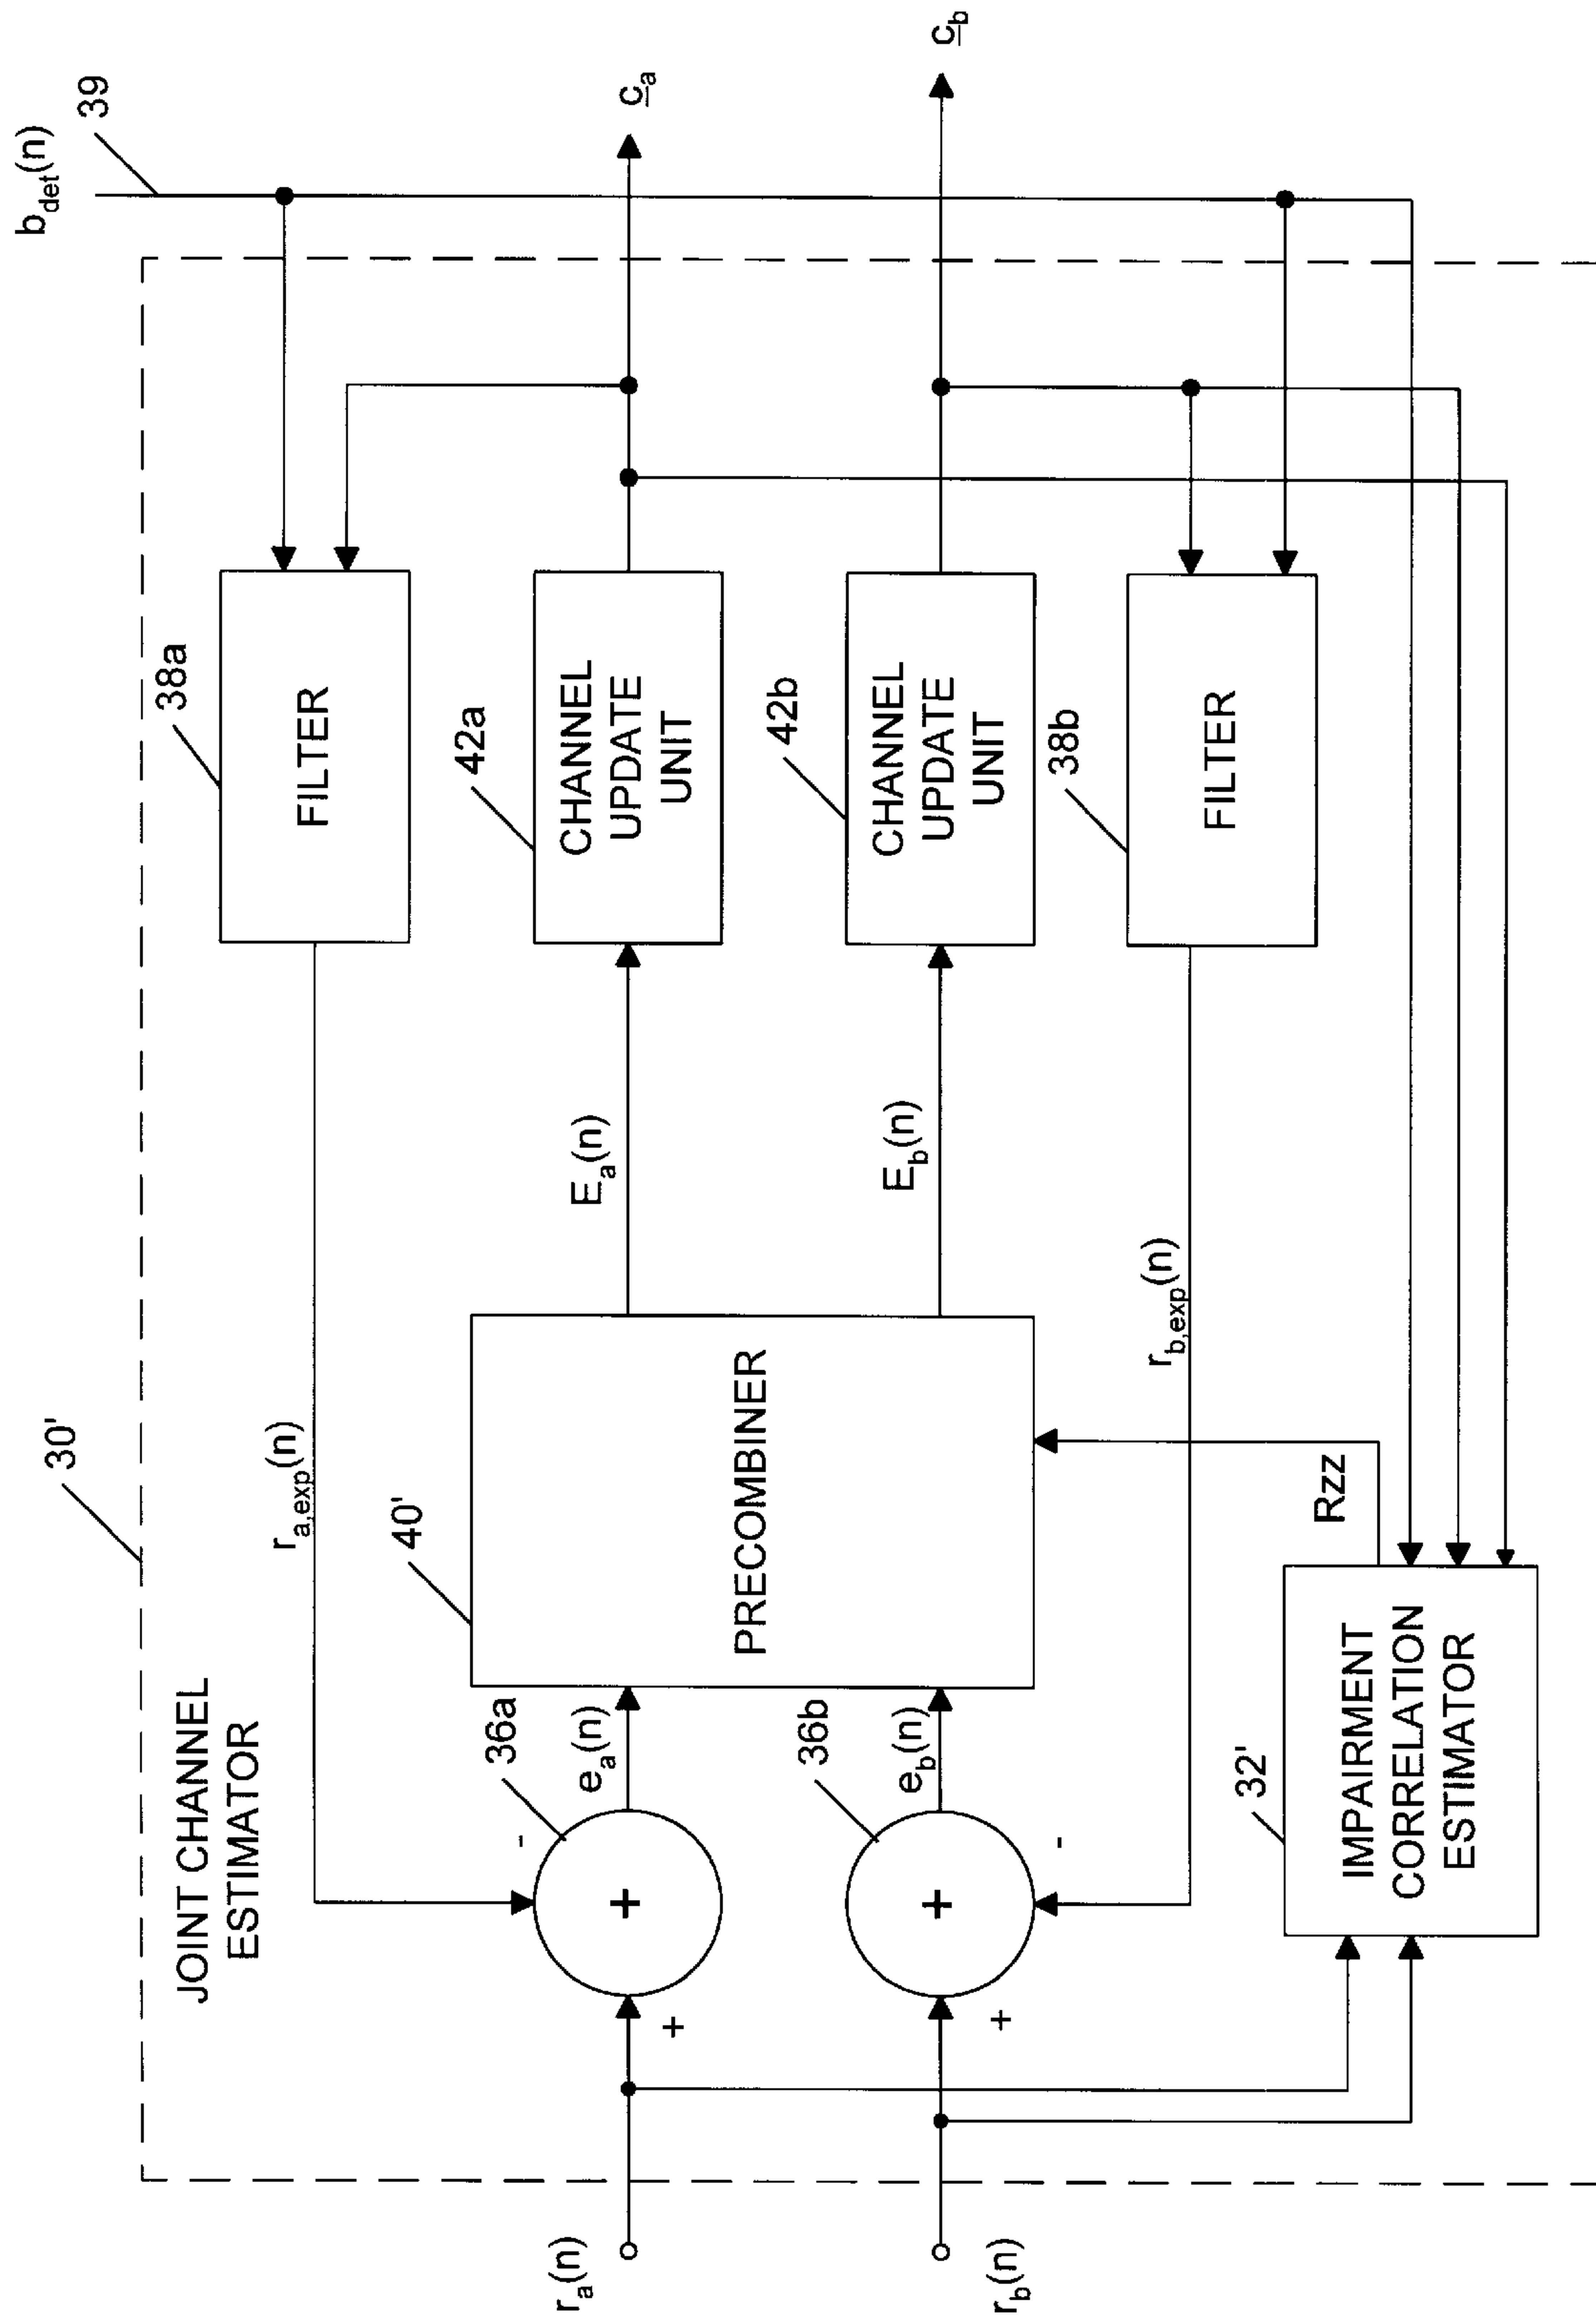 30'
JOINT CHANNEL
ESTIMATOR
b_det(n)
39
r_a,exp(n)
38a
FILTER
r_a(n)
+
-
+
36a
e_a(n)
40'
PRECOMBINER
E_a(n)
42a
CHANNEL
UPDATE
UNIT
c_a
r_b(n)
+
-
+
36b
e_b(n)
E_b(n)
42b
CHANNEL
UPDATE
UNIT
c_b
r_b,exp(n)
38b
FILTER
32'
IMPAIRMENT
CORRELATION
ESTIMATOR
Rzz